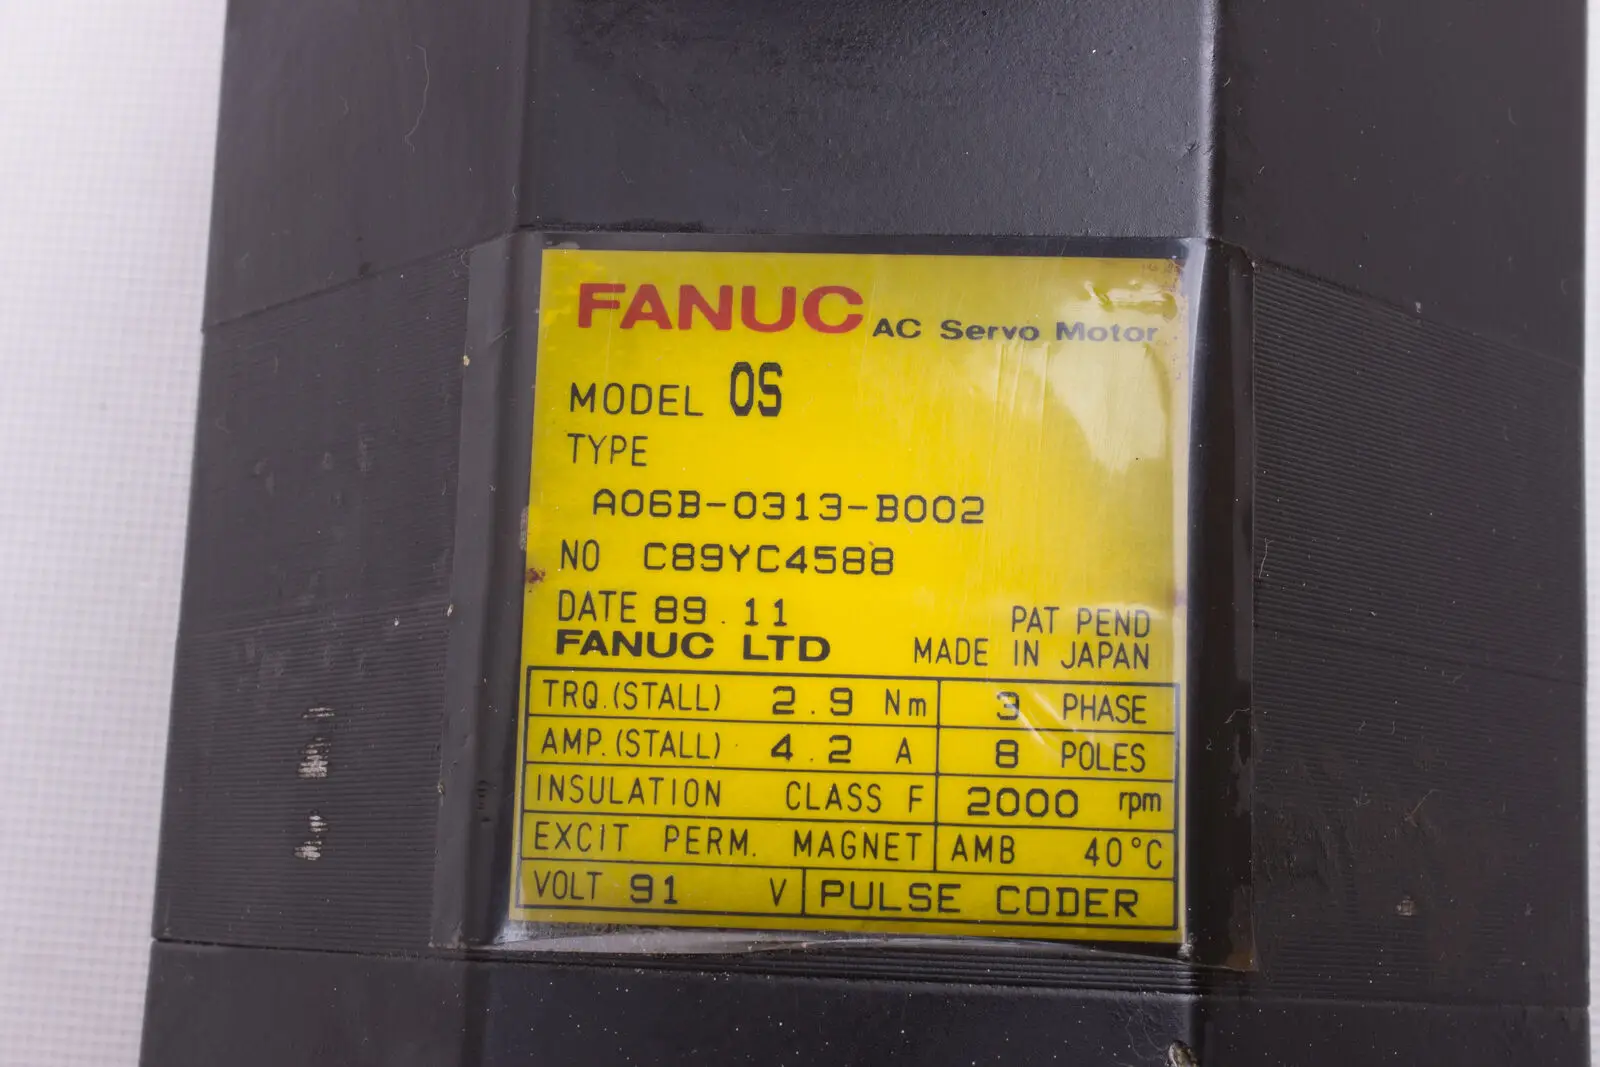 FANUC AC Servo Motor
MODEL 0S
TYPE
A06B-0313-B002
NO C89YC4588
DATE 89.11
PAT PEND
FANUC LTD
MADE IN JAPAN
TRQ.(STALL) 2.9 Nm 3 PHASE
AMP.(STALL) 4.2 A 8 POLES
INSULATION CLASS F 2000 rpm
EXCIT PERM. MAGNET AMB 40°C
VOLT 91 V PULSE CODER